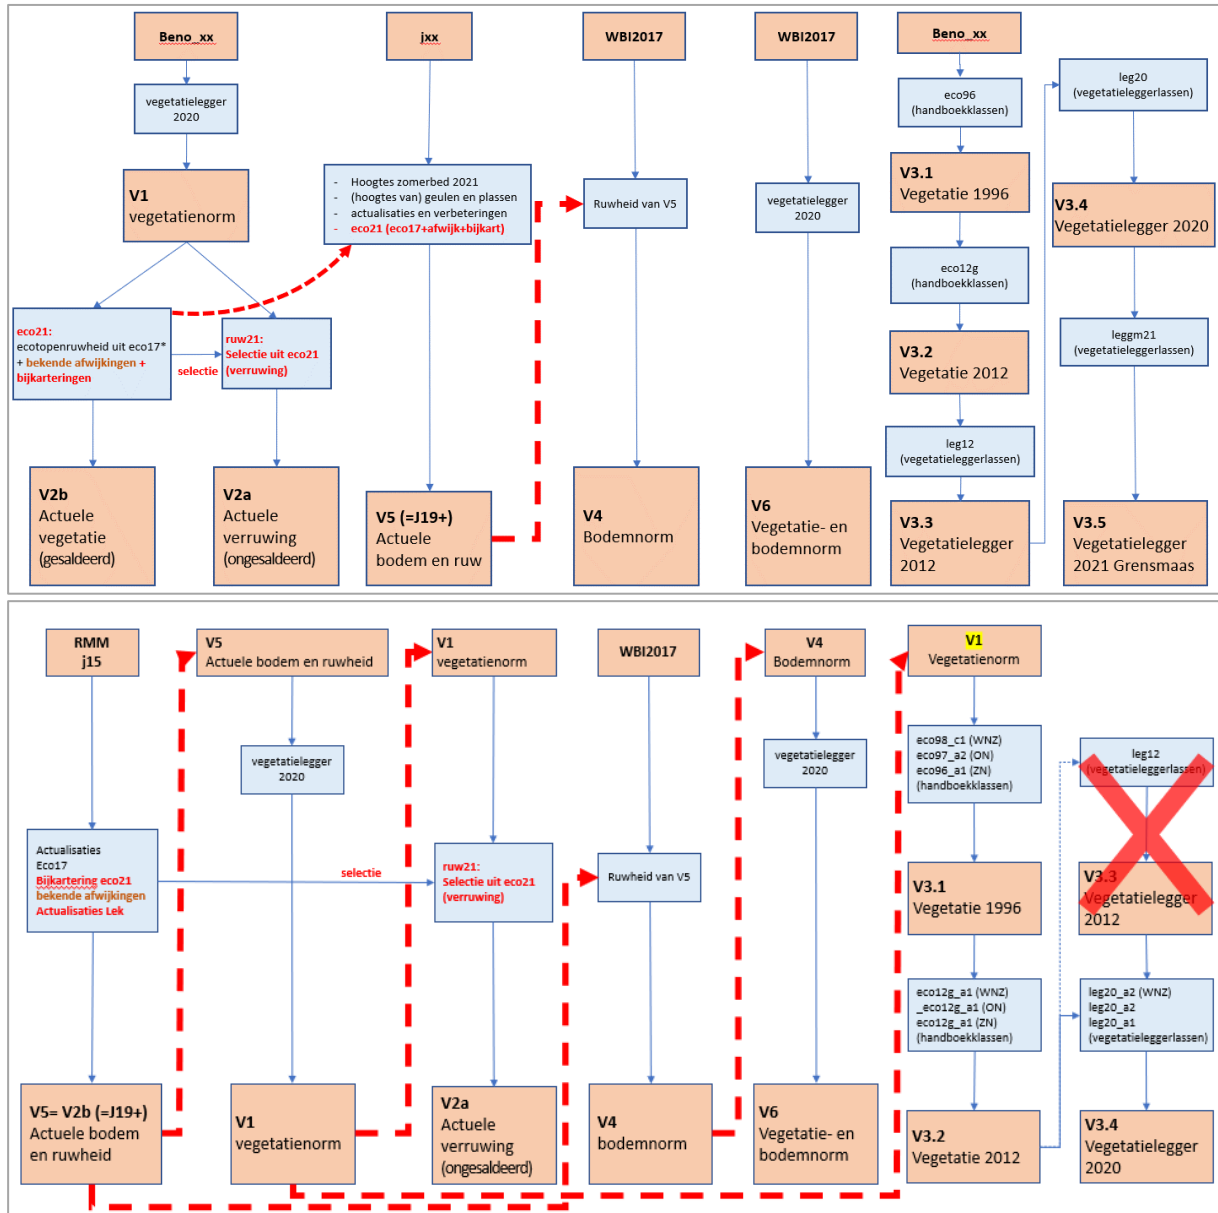 Beno_xx
vegetatielegger
2020
V1
vegetatienorm
eco21:
ecotopenruwheid uit eco17*
+ bekende afwijkingen +
bijkarteringen
selectie
ruw21:
Selectie uit eco21
(verruwing)
V2b
Actuele
vegetatie
(gesaldeerd)
V2a
Actuele
verruwing
(ongesaldeerd)
jxx
- Hoogtes zomerbed 2021
- (hoogtes van) geulen en plassen
- actualisaties en verbeteringen
- eco21 (eco17+afwijk+bijkart)
V5 (=J19+)
Actuele
bodem en ruw
WBI2017
Ruwheid van V5
V4
Bodemnorm
WBI2017
vegetatielegger
2020
V6
Vegetatie- en
bodemnorm
Beno_xx
eco96
(handboekklassen)
V3.1
Vegetatie 1996
eco12g
(handboekklassen)
V3.2
Vegetatie 2012
leg12
(vegetatieleggerlassen)
V3.3
Vegetatielegger
2012
leg20
(vegetatieleggerlassen)
V3.4
Vegetatielegger 2020
leggm21
(vegetatieleggerlassen)
V3.5
Vegetatielegger
2021 Grensmaas
RMM
j15
Actualisaties
Eco17
Bijkartering eco21
bekende afwijkingen
Actualisaties Lek
selectie
V5= V2b (=J19+)
Actuele bodem
en ruwheid
V5
Actuele bodem en ruwheid
vegetatielegger
2020
V1
vegetatienorm
V1
vegetatienorm
ruw21:
Selectie uit eco21
(verruwing)
V2a
Actuele
verruwing
(ongesaldeerd)
WBI2017
Ruwheid van V5
V4
bodemnorm
V4
Bodemnorm
vegetatielegger
2020
V6
Vegetatie- en
bodemnorm
V1
Vegetatienorm
eco98_c1 (WNZ)
eco97_a2 (ON)
eco96_a1 (ZN)
(handboekklassen)
V3.1
Vegetatie 1996
eco12g_a1 (WNZ)
_eco12g_a1 (ON)
eco12g_a1 (ZN)
(handboekklassen)
V3.2
Vegetatie 2012
leg12
(vegetatieleggerlassen)
V3.3
Vegetatielegger
2012
leg20_a2 (WNZ)
leg20_a2
leg20_a1
(vegetatieleggerlassen)
V3.4
Vegetatielegger
2020